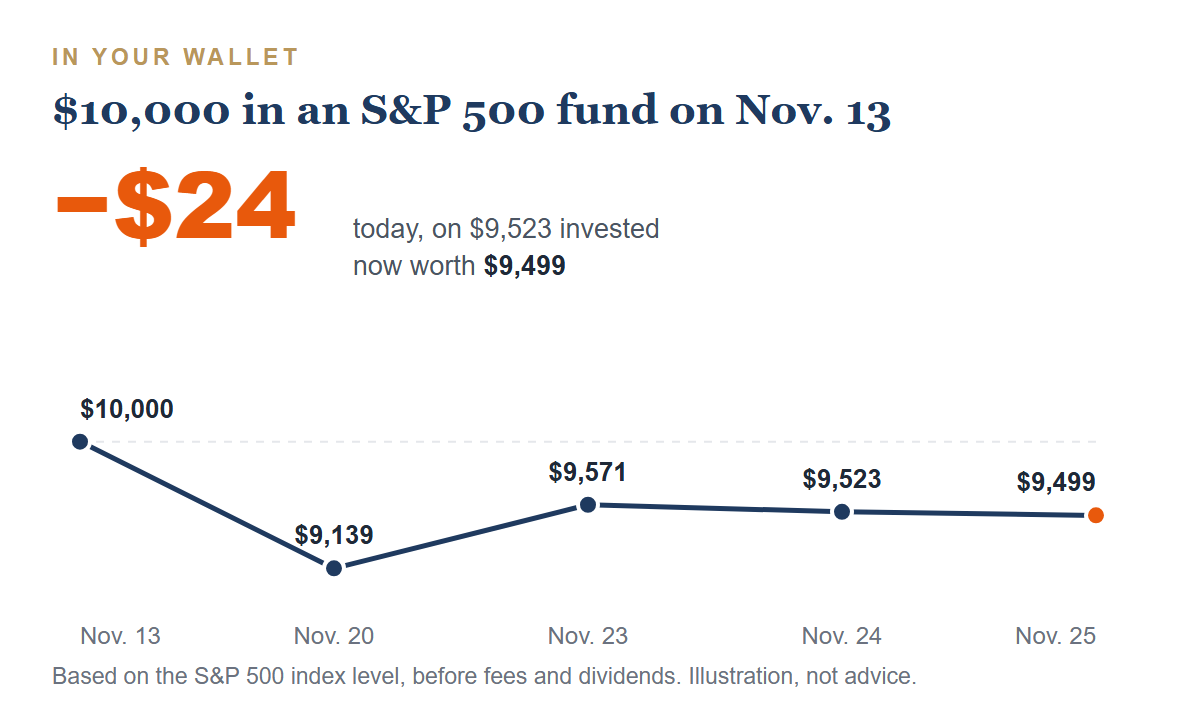 IN YOUR WALLET
$10,000 in an S&P 500 fund on Nov. 13
−$24
today, on $9,523 invested
now worth $9,499
$10,000
$9,139
$9,571
$9,523
$9,499
Nov. 13
Nov. 20
Nov. 23
Nov. 24
Nov. 25
Based on the S&P 500 index level, before fees and dividends. Illustration, not advice.